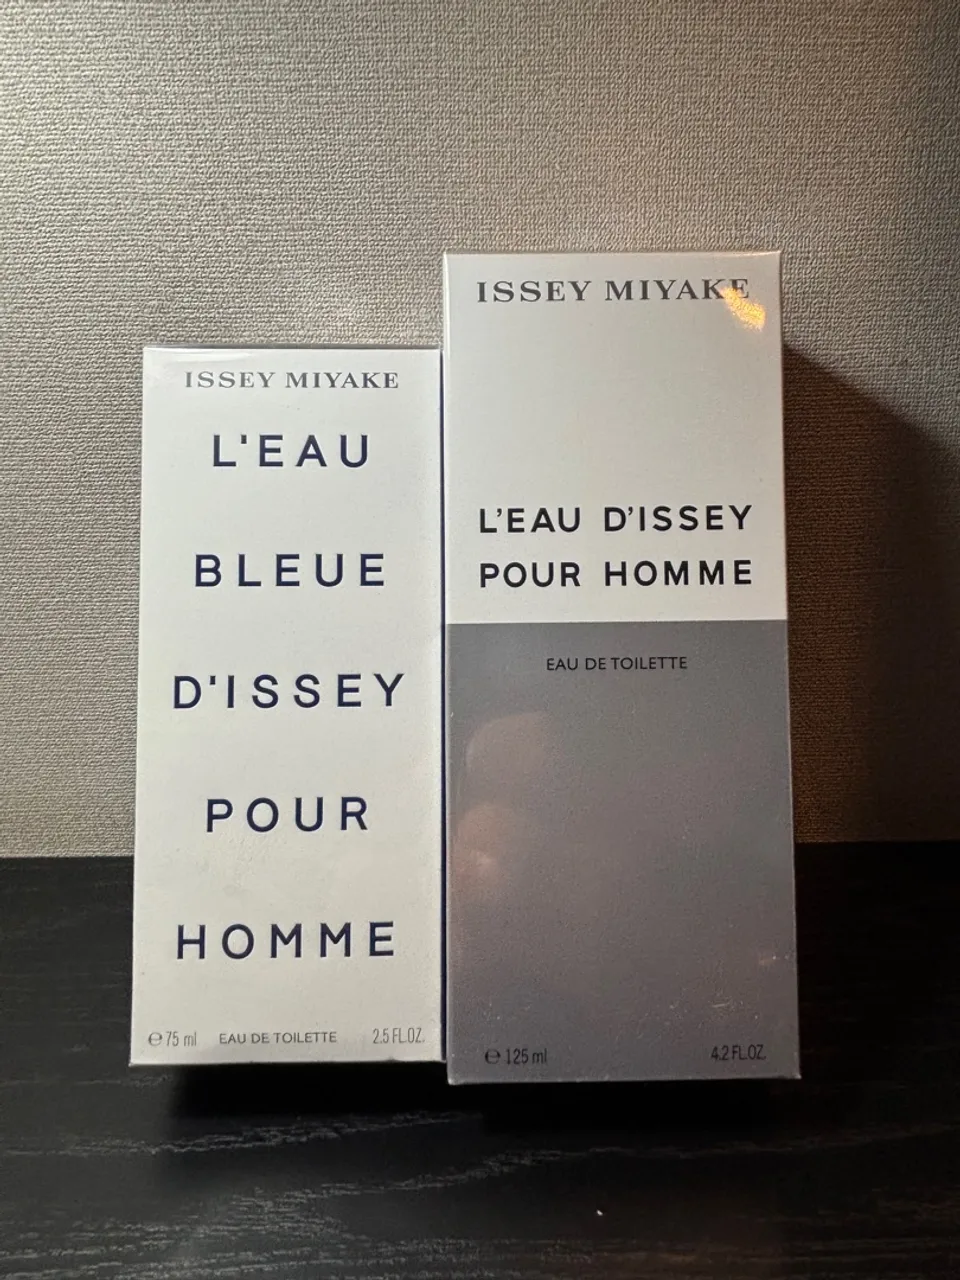 ISSEY MIYAKE
L'EAU
BLEUE
D'ISSEY
POUR
HOMME
℮ 75 ml EAU DE TOILETTE 2.5 FL.OZ.
ISSEY MIYAKE
L'EAU D'ISSEY
POUR HOMME
EAU DE TOILETTE
℮ 125 ml 4.2 FL.OZ.